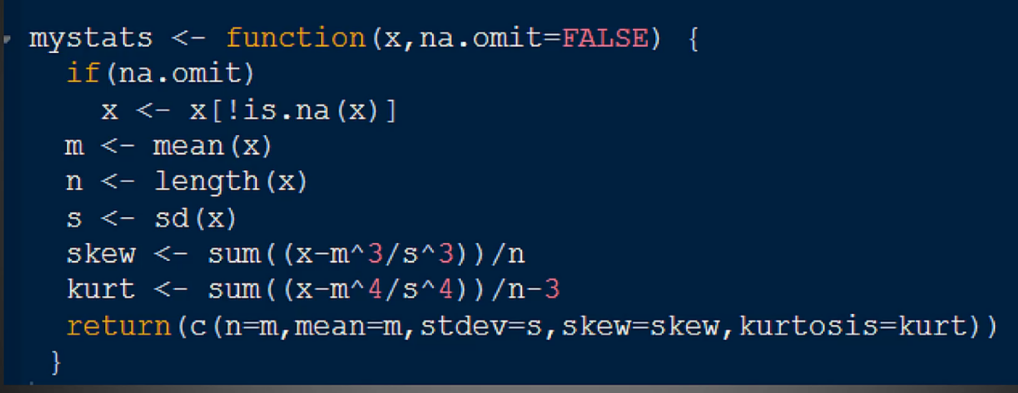 mystats <- function(x,na.omit=FALSE) {
if(na.omit)
x <- x[!is.na(x)]
m <- mean(x)
n <- length(x)
s <- sd(x)
skew <- sum((x-m^3/s^3))/n
kurt <- sum((x-m^4/s^4))/n-3
return(c(n=m,mean=m,stdev=s,skew=skew,kurtosis=kurt))
}